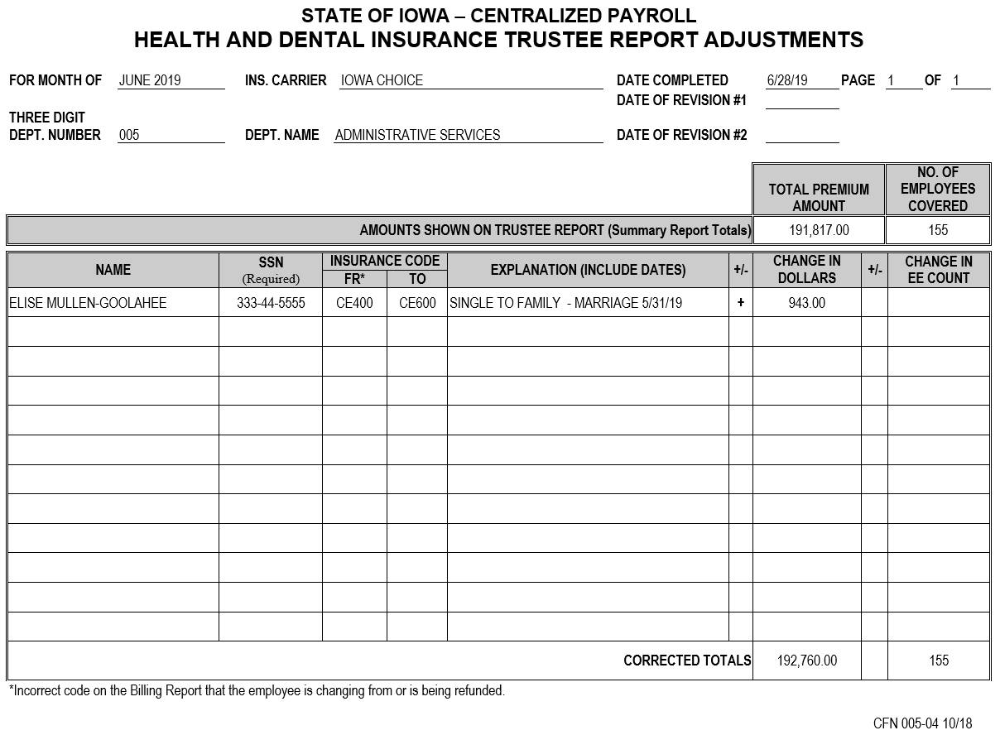 STATE OF IOWA – CENTRALIZED PAYROLL
HEALTH AND DENTAL INSURANCE TRUSTEE REPORT ADJUSTMENTS
FOR MONTH OF JUNE 2019 INS. CARRIER IOWA CHOICE DATE COMPLETED 6/28/19 PAGE 1 OF 1
DATE OF REVISION #1
THREE DIGIT
DEPT. NUMBER 005 DEPT. NAME ADMINISTRATIVE SERVICES DATE OF REVISION #2
TOTAL PREMIUM
AMOUNT
NO. OF
EMPLOYEES
COVERED
AMOUNTS SHOWN ON TRUSTEE REPORT (Summary Report Totals) 191,817.00 155
NAME
SSN
(Required)
INSURANCE CODE
FR* TO
EXPLANATION (INCLUDE DATES)
+/-
CHANGE IN
DOLLARS
+/-
CHANGE IN
EE COUNT
ELISE MULLEN-GOOLAHEE 333-44-5555 CE400 CE600 SINGLE TO FAMILY - MARRIAGE 5/31/19 + 943.00
CORRECTED TOTALS 192,760.00 155
*Incorrect code on the Billing Report that the employee is changing from or is being refunded.
CFN 005-04 10/18